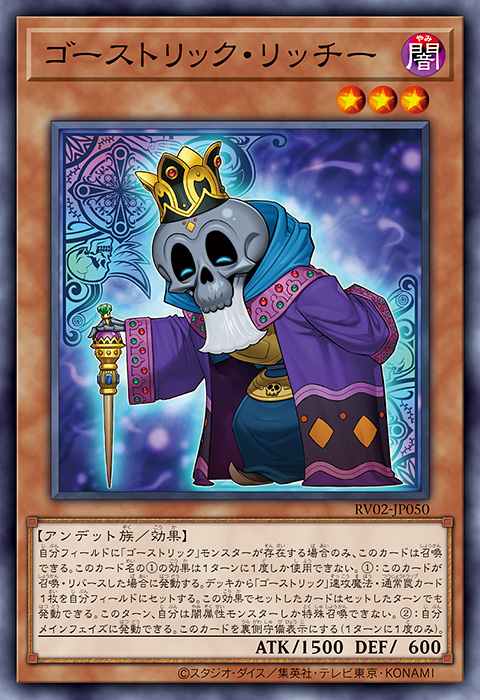 ゴーストリック・リッチー
闇
RV02-JP050
【アンデット族／効果】
自分フィールドに「ゴーストリック」モンスターが存在する場合のみ、このカードは召喚
できる。このカード名の①の効果は1ターンに1度しか使用できない。①：このカードが
召喚・リバースした場合に発動する。デッキから「ゴーストリック」速攻魔法・通常罠カード
1枚を自分フィールドにセットする。この効果でセットしたカードはセットしたターンでも
発動できる。このターン、自分は闇属性モンスターしか特殊召喚できない。②：自分
メインフェイズに発動できる。このカードを裏側守備表示にする（1ターンに1度のみ）。
ATK/1500 DEF/ 600
©スタジオ・ダイス／集英社・テレビ東京・KONAMI